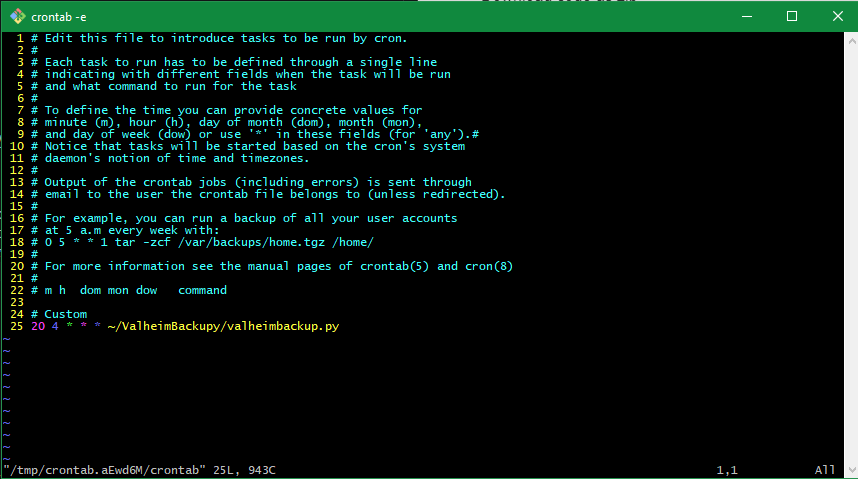 crontab -e
1 # Edit this file to introduce tasks to be run by cron.
2 #
3 # Each task to run has to be defined through a single line
4 # indicating with different fields when the task will be run
5 # and what command to run for the task
6 #
7 # To define the time you can provide concrete values for
8 # minute (m), hour (h), day of month (dom), month (mon),
9 # and day of week (dow) or use '*' in these fields (for 'any').#
10 # Notice that tasks will be started based on the cron's system
11 # daemon's notion of time and timezones.
12 #
13 # Output of the crontab jobs (including errors) is sent through
14 # email to the user the crontab file belongs to (unless redirected).
15 #
16 # For example, you can run a backup of all your user accounts
17 # at 5 a.m every week with:
18 # 0 5 * * 1 tar -zcf /var/backups/home.tgz /home/
19 #
20 # For more information see the manual pages of crontab(5) and cron(8)
21 #
22 # m h  dom mon dow   command
23
24 # Custom
25 20 4 * * * ~/ValheimBackupy/valheimbackup.py
~
~
~
~
~
~
~
~
~
~
~
"/tmp/crontab.aEwd6M/crontab" 25L, 943C 1,1 All